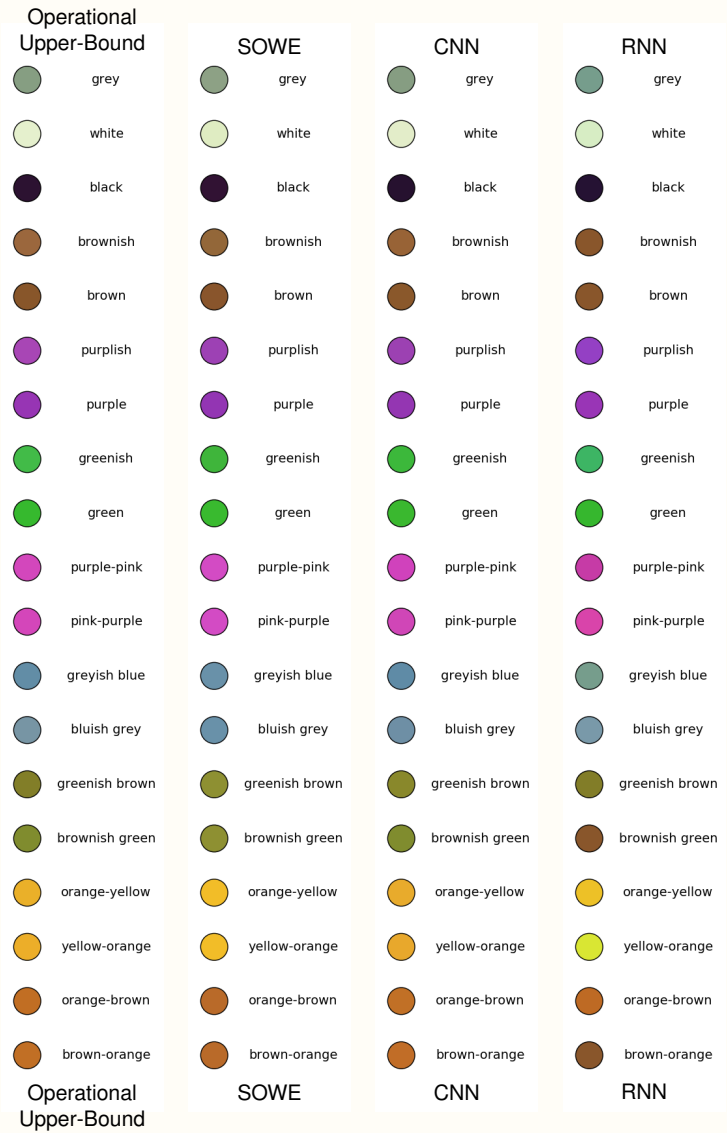 Operational
Upper-Bound SOWE CNN RNN
grey grey grey grey
white white white white
black black black black
brownish brownish brownish brownish
brown brown brown brown
purplish purplish purplish purplish
purple purple purple purple
greenish greenish greenish greenish
green green green green
purple-pink purple-pink purple-pink purple-pink
pink-purple pink-purple pink-purple pink-purple
greyish blue greyish blue greyish blue greyish blue
bluish grey bluish grey bluish grey bluish grey
greenish brown greenish brown greenish brown greenish brown
brownish green brownish green brownish green brownish green
orange-yellow orange-yellow orange-yellow orange-yellow
yellow-orange yellow-orange yellow-orange yellow-orange
orange-brown orange-brown orange-brown orange-brown
brown-orange brown-orange brown-orange brown-orange
Operational SOWE CNN RNN
Upper-Bound